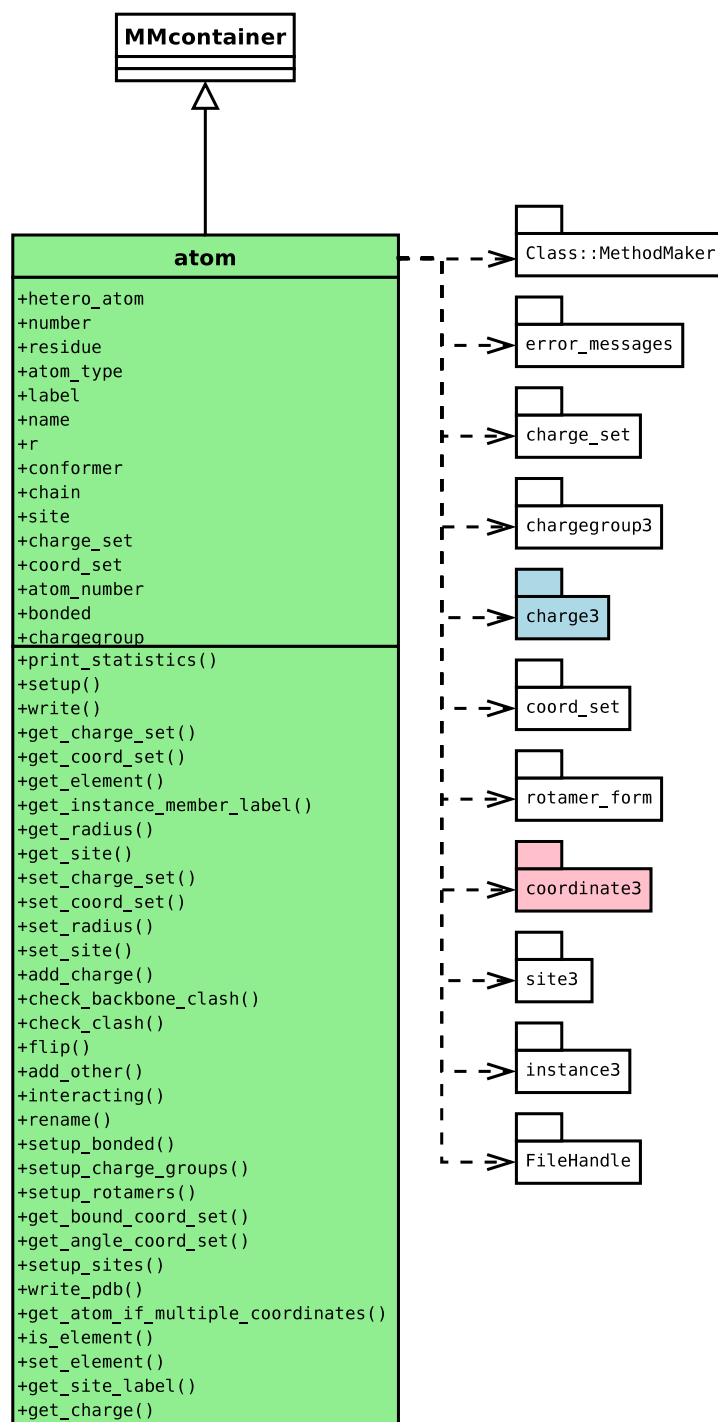 MMcontainer
atom
+hetero_atom
+number
+residue
+atom_type
+label
+name
+r
+conformer
+chain
+site
+charge_set
+coord_set
+atom_number
+bonded
+chargegroup
+print_statistics()
+setup()
+write()
+get_charge_set()
+get_coord_set()
+get_element()
+get_instance_member_label()
+get_radius()
+get_site()
+set_charge_set()
+set_coord_set()
+set_radius()
+set_site()
+add_charge()
+check_backbone_clash()
+check_clash()
+flip()
+add_other()
+interacting()
+rename()
+setup_bonded()
+setup_charge_groups()
+setup_rotamers()
+get_bound_coord_set()
+get_angle_coord_set()
+setup_sites()
+write_pdb()
+get_atom_if_multiple_coordinates()
+is_element()
+set_element()
+get_site_label()
+get_charge()
Class::MethodMaker
error_messages
charge_set
chargegroup3
charge3
coord_set
rotamer_form
coordinate3
site3
instance3
FileHandle